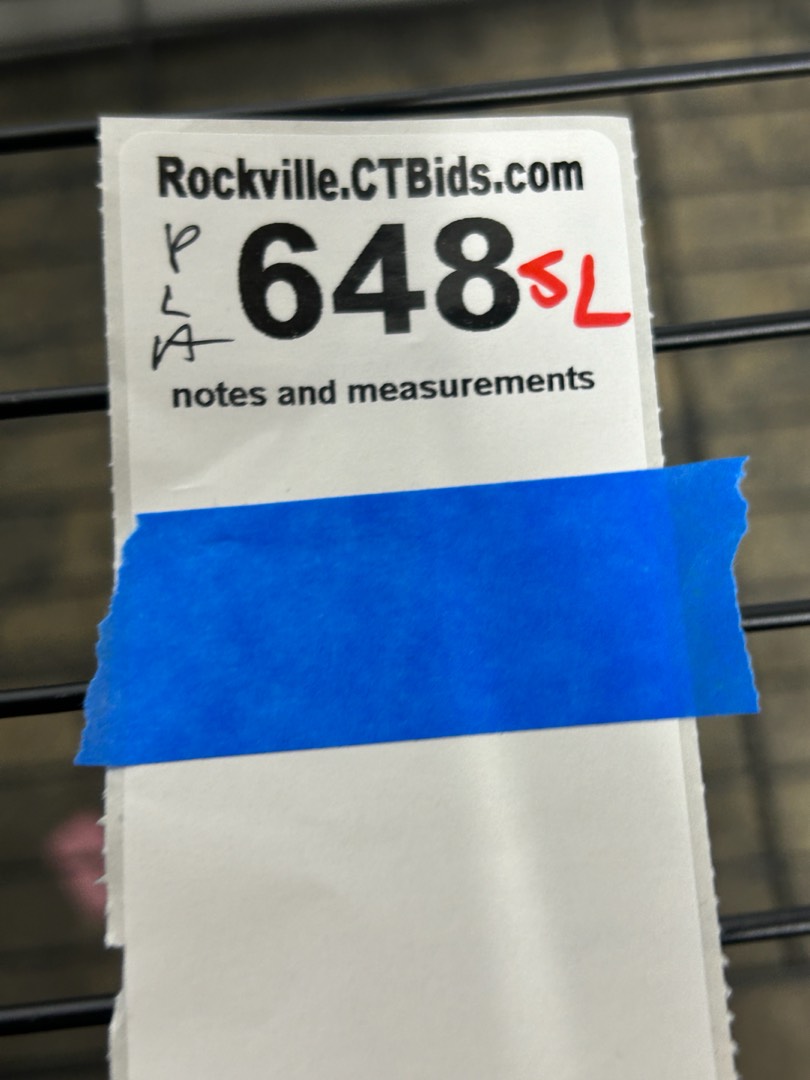 Rockville.CTBids.com
P
L
A
648 SL
notes and measurements